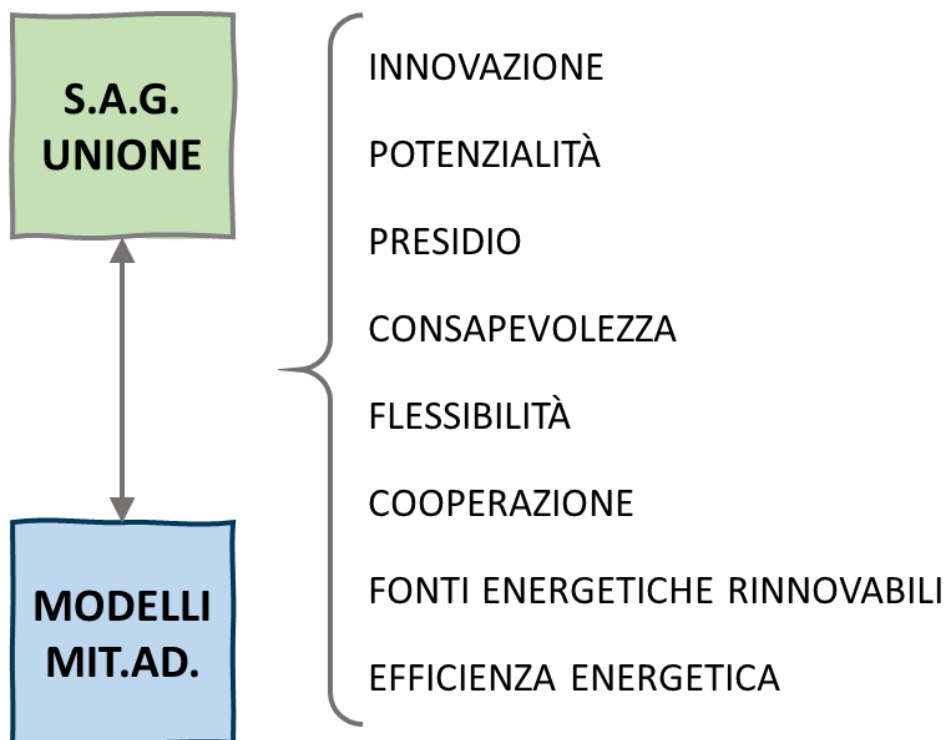 S.A.G.
UNIONE
MODELLI
MIT.AD.
INNOVAZIONE
POTENZIALITÀ
PRESIDIO
CONSAPEVOLEZZA
FLESSIBILITÀ
COOPERAZIONE
FONTI ENERGETICHE RINNOVABILI
EFFICIENZA ENERGETICA